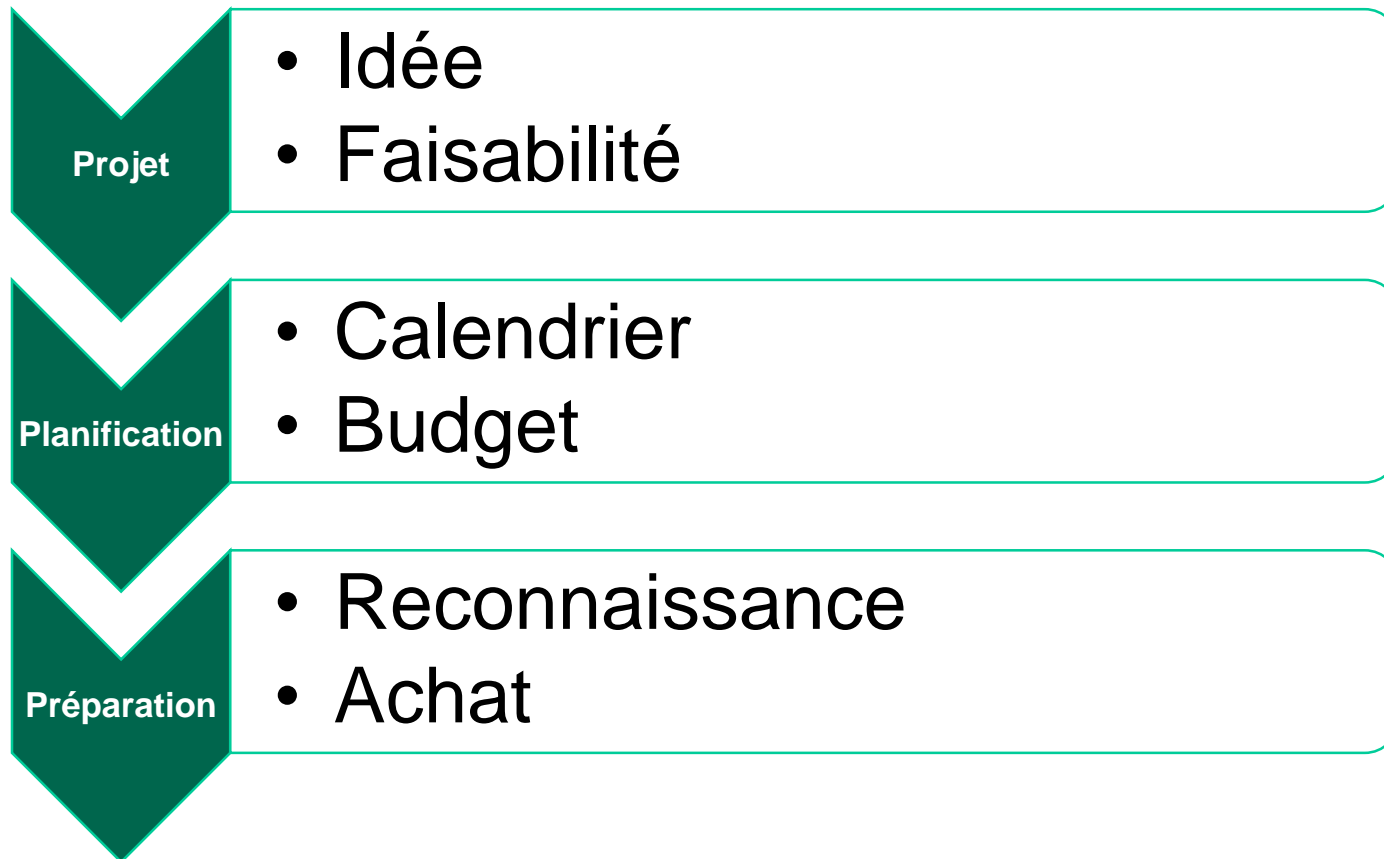 Projet
• Idée
• Faisabilité
Planification
• Calendrier
• Budget
Préparation
• Reconnaissance
• Achat